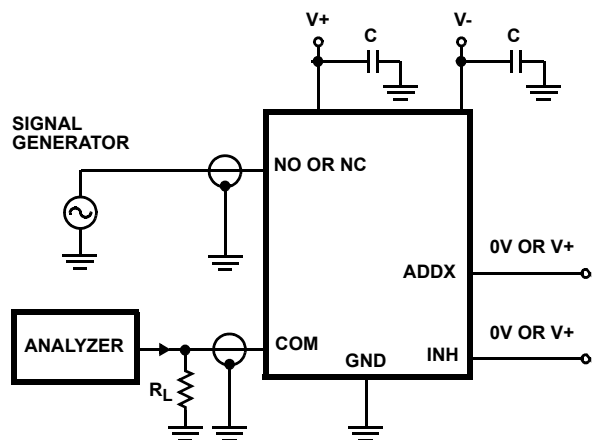 V+
V-
C
C
SIGNAL
GENERATOR
NO OR NC
0V OR V+
ADDX
0V OR V+
ANALYZER
COM
INH
GND
RL